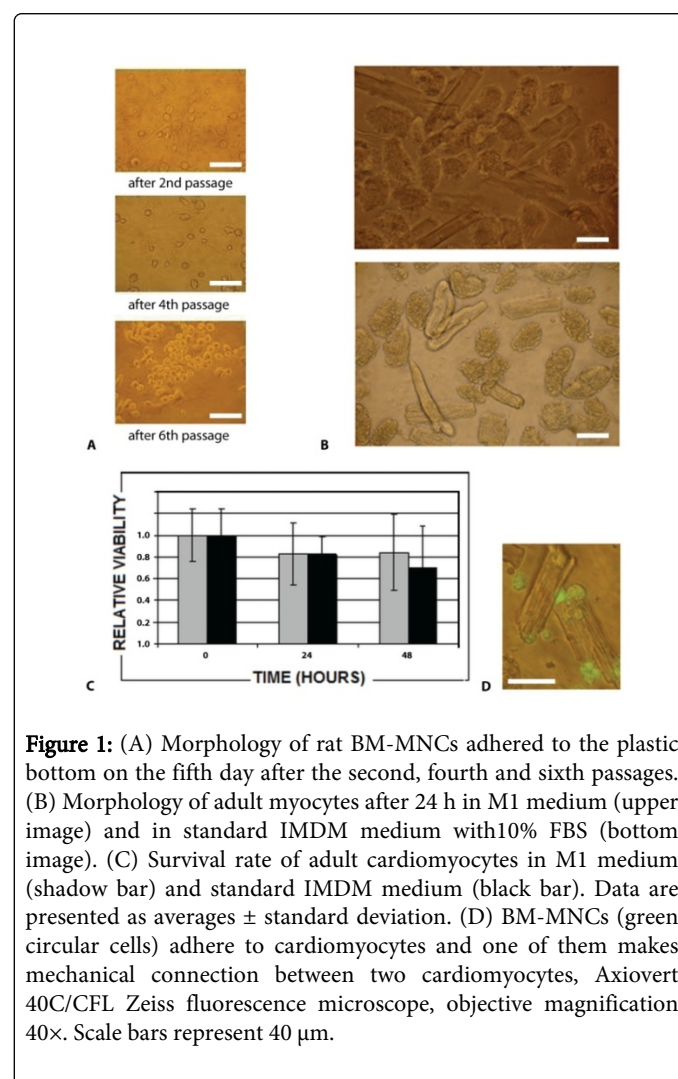 after 2nd passage
after 4th passage
after 6th passage
A
B
RELATIVE VIABILITY
1.0
0.8
0.6
0.4
0.2
1.0
0
24
48
TIME (HOURS)
C
D
Figure 1: (A) Morphology of rat BM-MNCs adhered to the plastic
bottom on the fifth day after the second, fourth and sixth passages.
(B) Morphology of adult myocytes after 24 h in M1 medium (upper
image) and in standard IMDM medium with10% FBS (bottom
image). (C) Survival rate of adult cardiomyocytes in M1 medium
(shadow bar) and standard IMDM medium (black bar). Data are
presented as averages ± standard deviation. (D) BM-MNCs (green
circular cells) adhere to cardiomyocytes and one of them makes
mechanical connection between two cardiomyocytes, Axiovert
40C/CFL Zeiss fluorescence microscope, objective magnification
40×. Scale bars represent 40 μm.